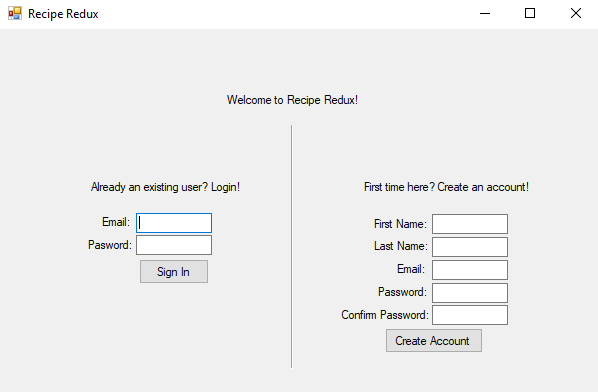 Recipe Redux
Welcome to Recipe Redux!
Already an existing user? Login!
Email:
Pasword:
Sign In
First time here? Create an account!
First Name:
Last Name:
Email:
Password:
Confirm Password:
Create Account